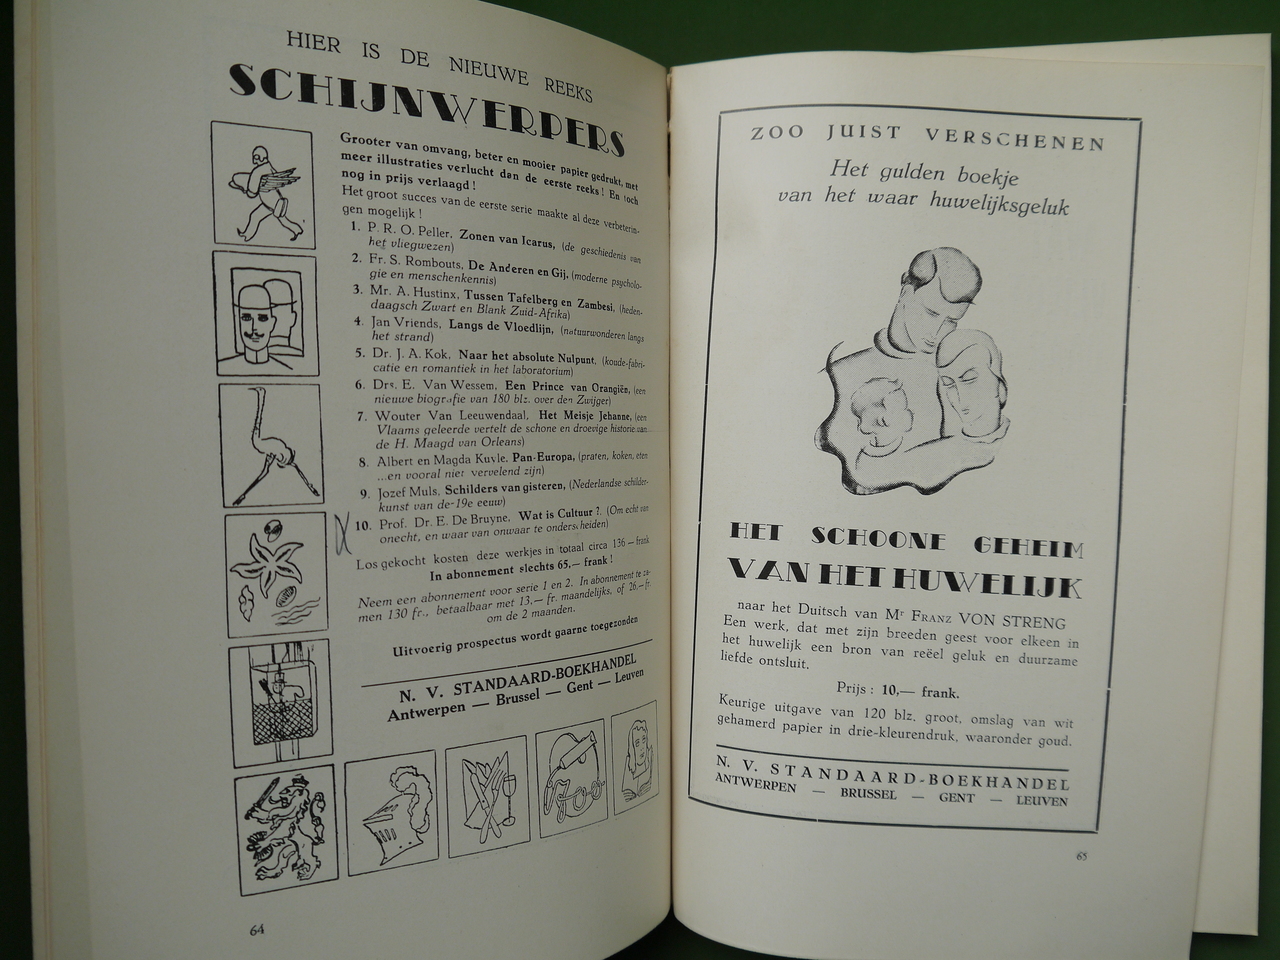 HIER IS DE NIEUWE REEKS
SCHIJNWERPERS
Grooter van omvang, beter en mooier papier gedrukt, met
meer illustraties verlucht dan de eerste reeks! En toch
nog in prijs verlaagd!
Het groot succes van de eerste serie maakte al deze verbeterin-
gen mogelijk!
1. P. R. O. Peller, Zonen van Icarus, (de geschiedenis van
het vliegwezen)
2. Fr. S. Rombouts, De Anderen en Gij, (moderne psycholo-
gie en menschenkennis)
3. Mr. A. Hustinx, Tussen Tafelberg en Zambesi, (heden-
daagsch Zwart en Blank Zuid-Afrika)
4. Jan Vriends, Langs de Vloedlijn, (natuurwonderen langs
het strand)
5. Dr. J. A. Kok, Naar het absolute Nulpunt, (koude-fabri-
catie en romantiek in het laboratorium)
6. Drs. E. Van Wessem, Een Prince van Orangiën, (een
nieuwe biografie van 180 blz. over den Zwijger)
7. Wouter Van Leeuwendaal, Het Meisje Jehanne, (een
Vlaams geleerde vertelt de schone en droevige historie van
de H. Maagd van Orleans)
8. Albert en Magda Kuyle, Pan-Europa, (praten, koken, eten
...en vooral niet vervelend zijn)
9. Jozef Muls, Schilders van gisteren, (Nederlandse schilder-
kunst van de 19e eeuw)
10. Prof. Dr. E. De Bruyne, Wat is Cultuur?, (Om echt van
onecht, en waar van onwaar te onderscheiden)
Los gekocht kosten deze werkjes in totaal circa 136 — frank
In abonnement slechts 65,— frank!
Neem een abonnement voor serie 1 en 2. In abonnement te za-
men 130 fr., betaalbaar met 13.— fr. maandelijks, of 26.— fr.
om de 2 maanden.
Uitvoerig prospectus wordt gaarne toegezonden
N. V. STANDAARD-BOEKHANDEL
Antwerpen — Brussel — Gent — Leuven
64
ZOO JUIST VERSCHENEN
Het gulden boekje
van het waar huwelijksgeluk
HET SCHOONE GEHEIM
VAN HET HUWELIJK
naar het Duitsch van Mr FRANZ VON STRENG
Een werk, dat met zijn breeden geest voor elkeen in
het huwelijk een bron van reëel geluk en duurzame
liefde ontsluit.
Prijs : 10,— frank.
Keurige uitgave van 120 blz. groot, omslag van wit
gehamerd papier in drie-kleurendruk, waaronder goud.
N. V. STANDAARD-BOEKHANDEL
ANTWERPEN — BRUSSEL — GENT — LEUVEN
65